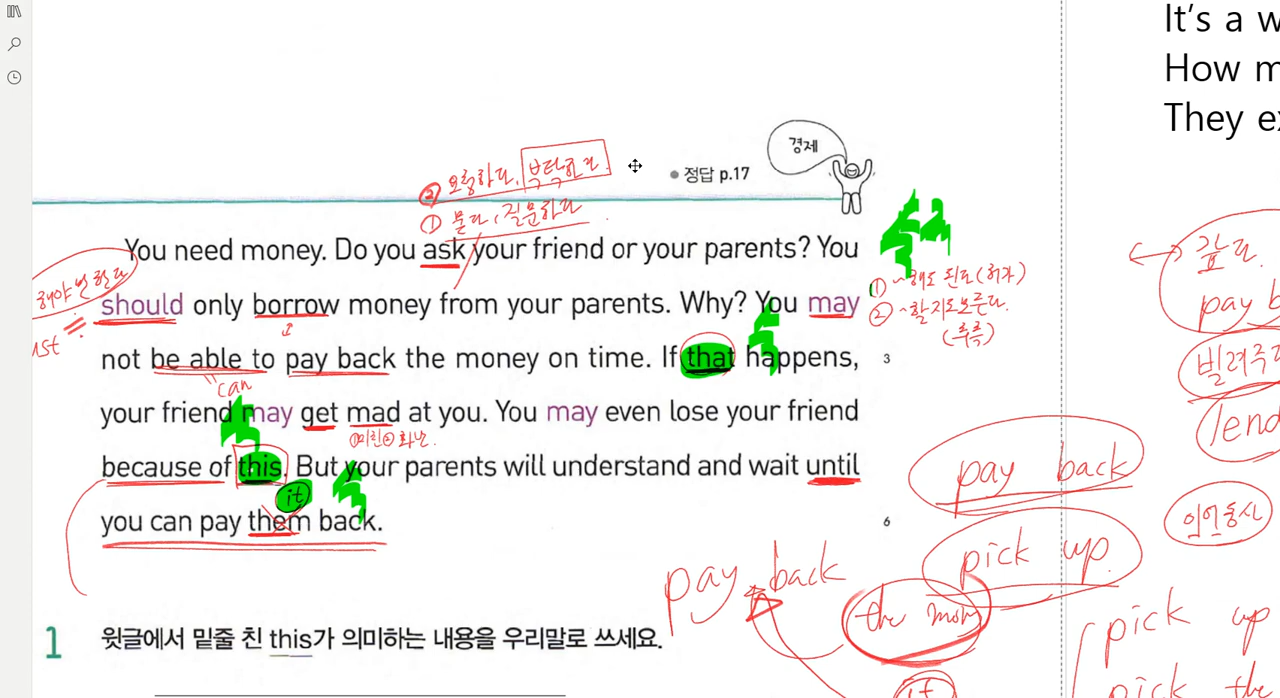 It's a w
How m
They ex
경제
② 요청하다, 부탁하다.
정답 p.17
① 묻다, 질문하다
You need money. Do you ask your friend or your parents? You
해야만 한다
should only borrow money from your parents. Why? You may
① ~해도 된다(허가)
② ~할지도 모른다.
(추측)
not be able to pay back the money on time. If that happens,
3
can
your friend may get mad at you. You may even lose your friend
①미친 ② 화난.
because of this. But your parents will understand and wait until
it
you can pay them back.
6
갚다.
pay b
빌려주다
lend
pay back
pick up.
pay back
the mon
it
pick up
pick the
1 윗글에서 밑줄 친 this가 의미하는 내용을 우리말로 쓰세요.